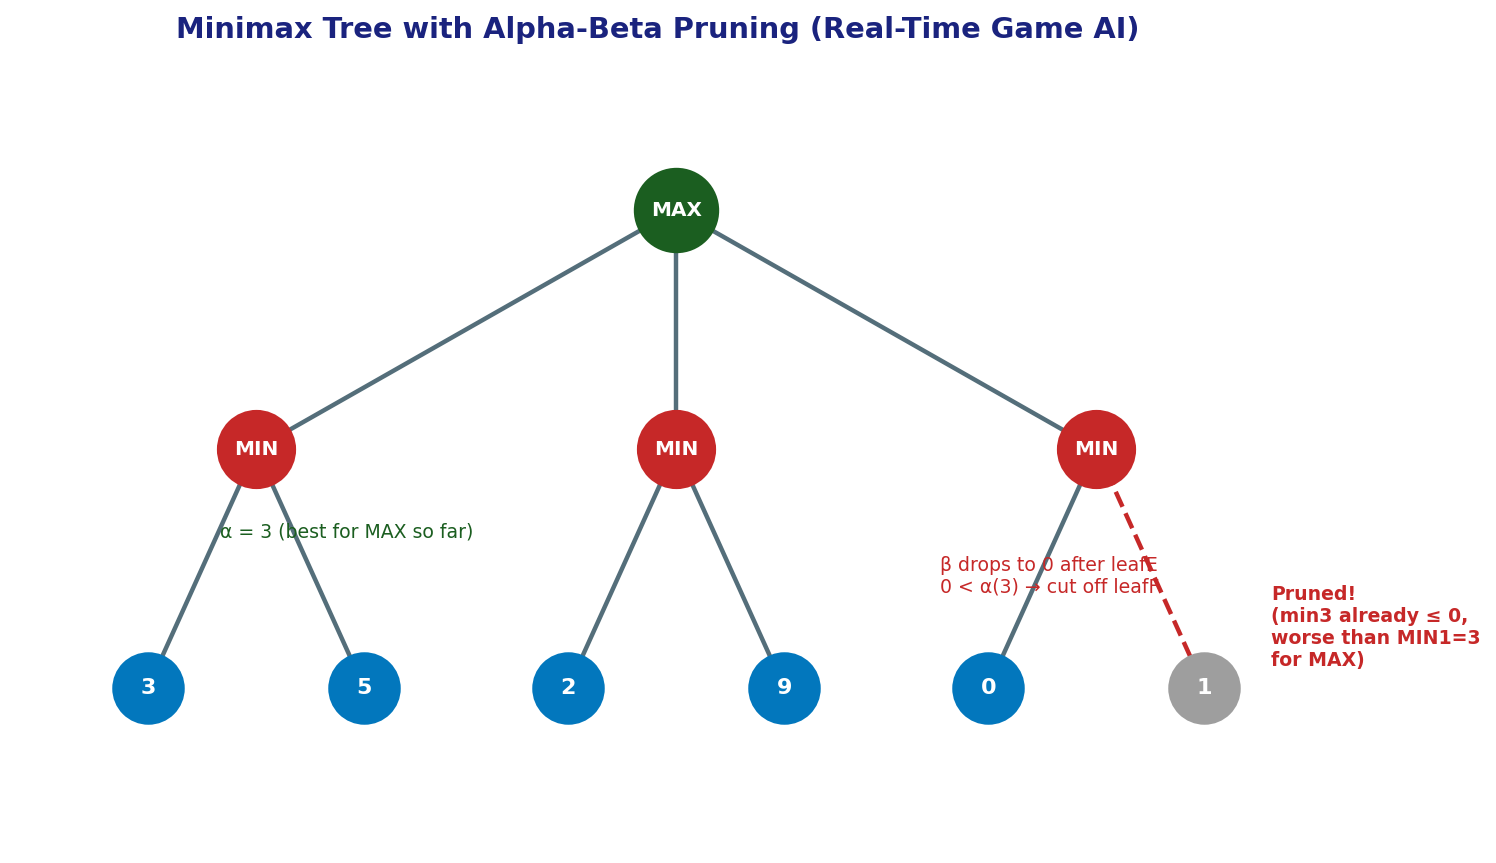 Minimax Tree with Alpha-Beta Pruning (Real-Time Game AI)
MAX
MIN
MIN
MIN
α = 3 (best for MAX so far)
β drops to 0 after leafE
0 < α(3) → cut off leafF
Pruned!
(min3 already ≤ 0,
worse than MIN1=3
for MAX)
3
5
2
9
0
1